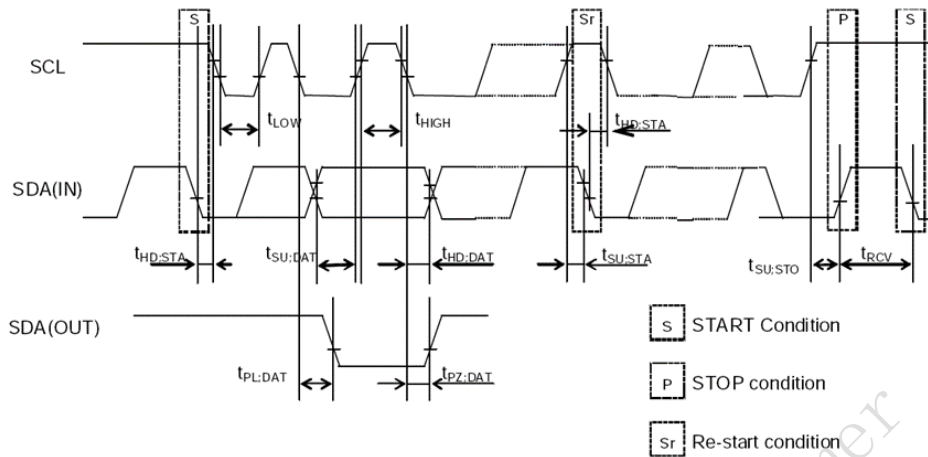 S Sr P S
SCL
tLOW tHIGH tHD;STA
SDA(IN)
tHD;STA tSU;DAT tHD;DAT tSU;STA tSU;STO tRCV
SDA(OUT)
S START Condition
tPL;DAT tPZ;DAT
P STOP condition
Sr Re-start condition